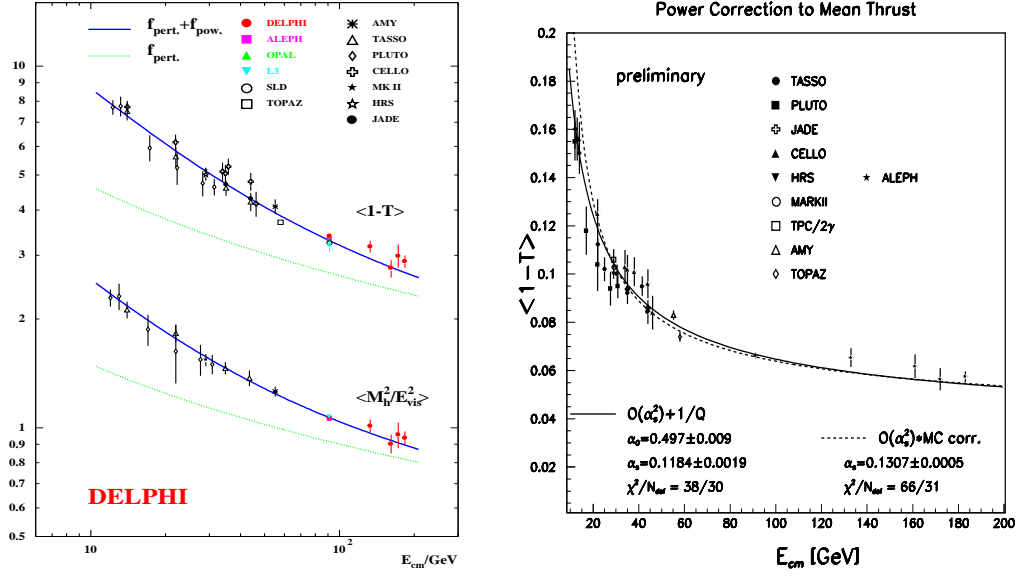 f_pert. + f_pow.
f_pert.
DELPHI
ALEPH
OPAL
L3
SLD
TOPAZ
AMY
TASSO
PLUTO
CELLO
MK II
HRS
JADE
10
9
8
7
6
5
4
3
2
1
0.9
0.8
0.7
0.6
0.5
<1-T>
<M_h^2/E_vis^2>
DELPHI
10
10^2
E_cm/GeV
Power Correction to Mean Thrust
preliminary
TASSO
PLUTO
JADE
CELLO
HRS
MARKII
TPC/2γ
AMY
TOPAZ
ALEPH
<1-T>
0.2
0.18
0.16
0.14
0.12
0.1
0.08
0.06
0.04
0.02
O(α_s^2)+1/Q
α_0=0.497±0.009
α_s=0.1184±0.0019
χ^2/N_dof = 38/30
O(α_s^2)*MC corr.
α_s=0.1307±0.0005
χ^2/N_dof = 66/31
20 40 60 80 100 120 140 160 180 200
E_cm [GeV]